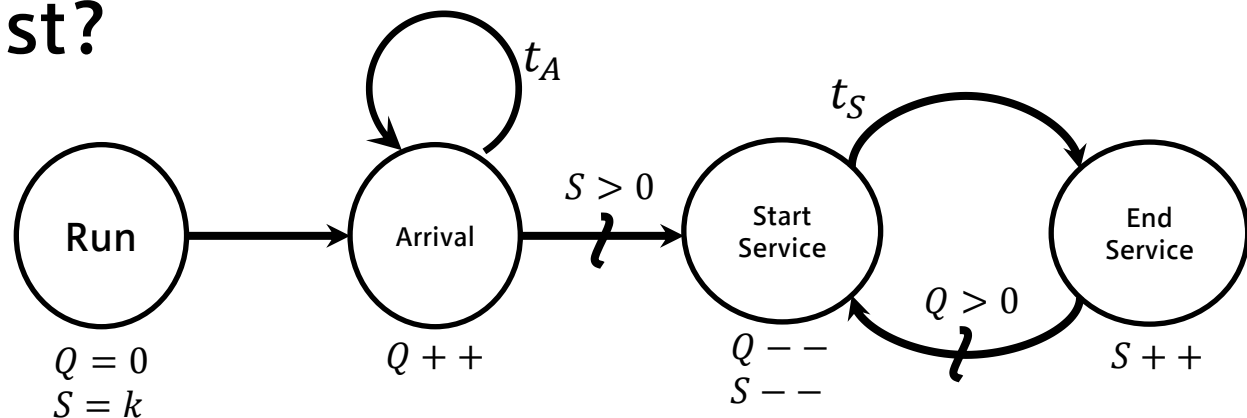 st?
t_A
t_S
S > 0
Run
Arrival
Start
Service
End
Service
Q > 0
Q = 0
S = k
Q + +
Q − −
S − −
S + +